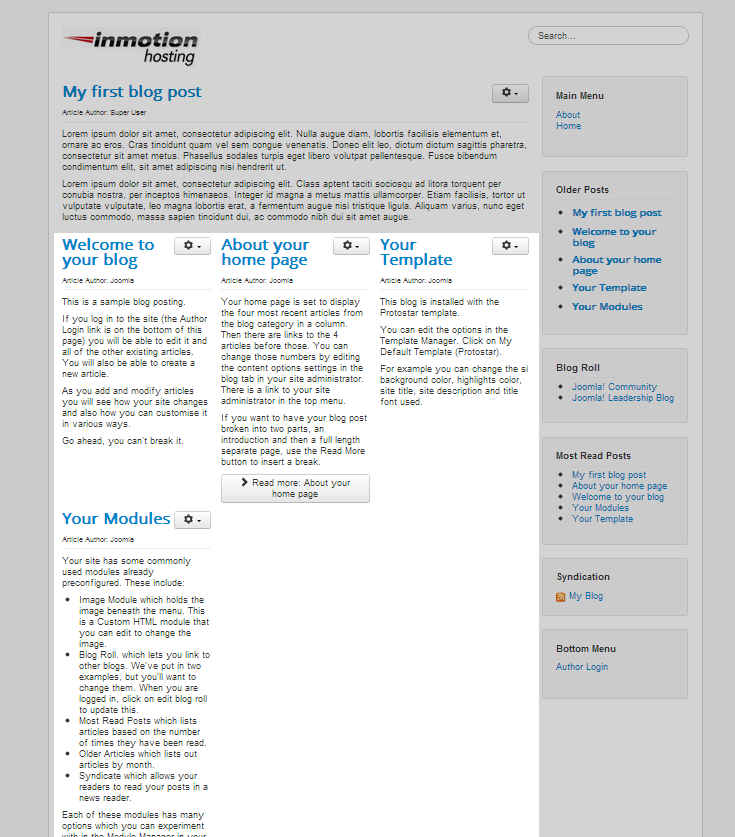 inmotion
hosting
Search...
My first blog post
Article Author: Super User
Lorem ipsum dolor sit amet, consectetur adipiscing elit. Nulla augue diam, lobortis facilisis elementum et,
ornare ac eros. Cras tincidunt quam vel sem congue venenatis. Donec elit leo, dictum dictum sagittis pharetra,
consectetur sit amet metus. Phasellus sodales turpis eget libero volutpat pellentesque. Fusce bibendum
condimentum elit, sit amet adipiscing nisi hendrerit ut.
Lorem ipsum dolor sit amet, consectetur adipiscing elit. Class aptent taciti sociosqu ad litora torquent per
conubia nostra, per inceptos himenaeos. Integer id magna a metus mattis ullamcorper. Etiam facilisis, tortor ut
vulputate vulputate, leo magna lobortis erat, a fermentum augue nisl tristique ligula. Aliquam varius, nunc eget
luctus commodo, massa sapien tincidunt dui, ac commodo nibh dui sit amet augue.
Welcome to
your blog
Article Author: Joomla
This is a sample blog posting.
If you log in to the site (the Author
Login link is on the bottom of this
page) you will be able to edit it and
all of the other existing articles.
You will also be able to create a
new article.
As you add and modify articles
you will see how your site changes
and also how you can customise it
in various ways.
Go ahead, you can't break it.
About your
home page
Article Author: Joomla
Your home page is set to display
the four most recent articles from
the blog category in a column.
Then there are links to the 4
articles before those. You can
change those numbers by editing
the content options settings in the
blog tab in your site administrator.
There is a link to your site
administrator in the top menu.
If you want to have your blog post
broken into two parts, an
introduction and then a full length
separate page, use the Read More
button to insert a break.
Read more: About your
home page
Your
Template
Article Author: Joomla
This blog is installed with the
Protostar template.
You can edit the options in the
Template Manager. Click on My
Default Template (Protostar).
For example you can change the si
background color, highlights color,
site title, site description and title
font used.
Your Modules
Article Author: Joomla
Your site has some commonly
used modules already
preconfigured. These include:
Image Module which holds the
image beneath the menu. This
is a Custom HTML module that
you can edit to change the
image.
Blog Roll. which lets you link to
other blogs. We've put in two
examples, but you'll want to
change them. When you are
logged in, click on edit blog roll
to update this.
Most Read Posts which lists
articles based on the number
of times they have been read.
Older Articles which lists out
articles by month.
Syndicate which allows your
readers to read your posts in a
news reader.
Each of these modules has many
options which you can experiment
with in the Module Manager in your
Main Menu
About
Home
Older Posts
My first blog post
Welcome to your
blog
About your home
page
Your Template
Your Modules
Blog Roll
Joomla! Community
Joomla! Leadership Blog
Most Read Posts
My first blog post
About your home page
Welcome to your blog
Your Modules
Your Template
Syndication
My Blog
Bottom Menu
Author Login